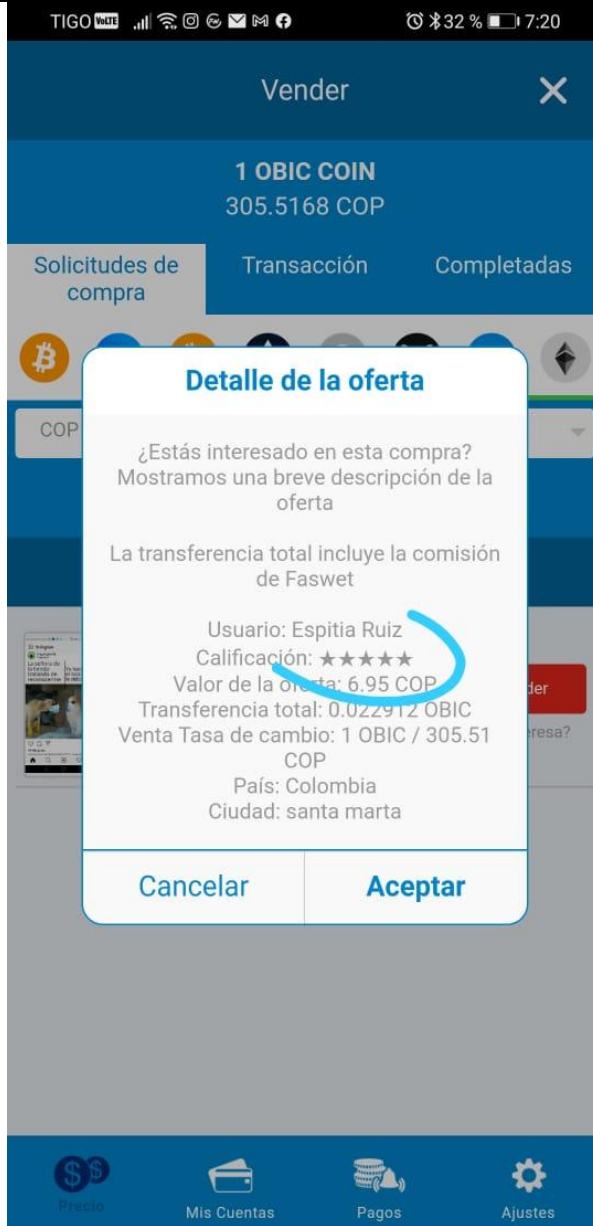 TIGO VoLTE 32 % 7:20
Vender
1 OBIC COIN
305.5168 COP
Solicitudes de
compra
Transacción
Completadas
COP
Detalle de la oferta
¿Estás interesado en esta compra?
Mostramos una breve descripción de la
oferta
La transferencia total incluye la comisión
de Faswet
Usuario: Espitia Ruiz
Calificación: ★★★★★
Valor de la oferta: 6.95 COP
Transferencia total: 0.022912 OBIC
Venta Tasa de cambio: 1 OBIC / 305.51
COP
País: Colombia
Ciudad: santa marta
Cancelar
Aceptar
Precio
Mis Cuentas
Pagos
Ajustes